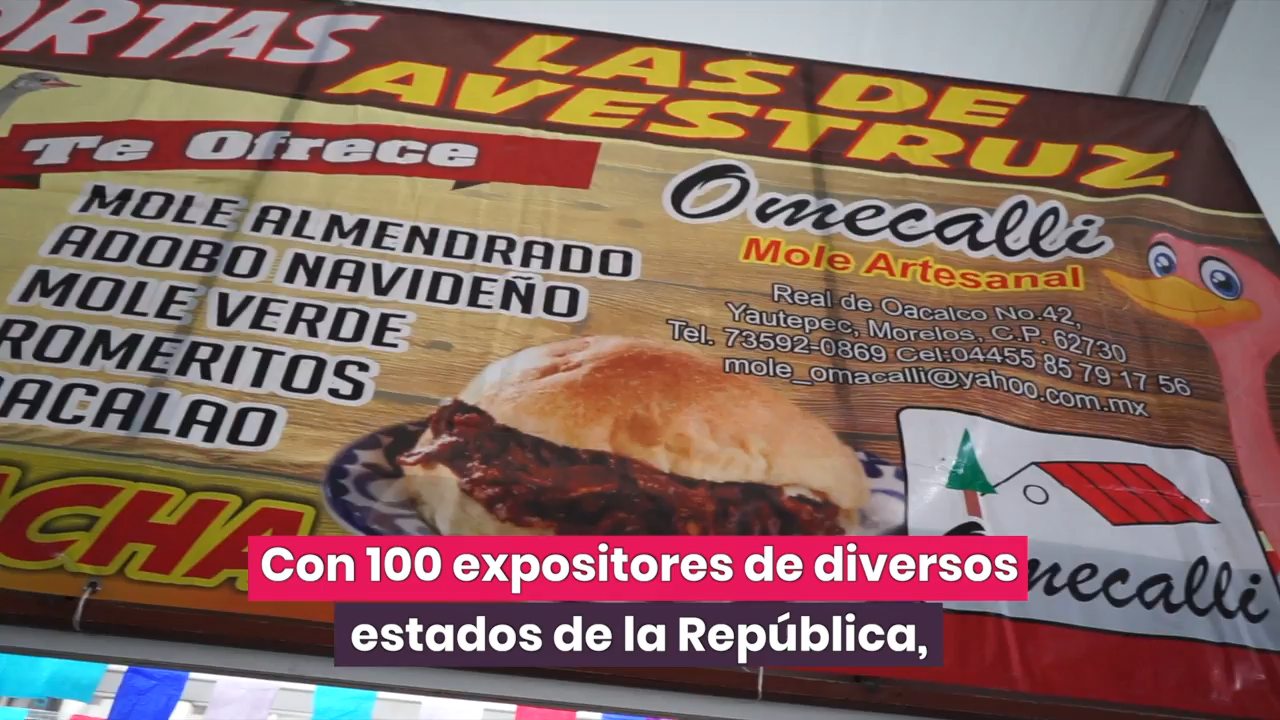 ORTAS
LAS DE
AVESTRUZ
Te Ofrece
MOLE ALMENDRADO
ADOBO NAVIDEÑO
MOLE VERDE
ROMERITOS
ACALAO
Omecalli
Mole Artesanal
Real de Oacalco No.42,
Yautepec, Morelos, C.P. 62730
Tel. 73592-0869 Cel:04455 85 79 17 56
mole_omacalli@yahoo.com.mx
CHA
necalli
Con 100 expositores de diversos
estados de la República,